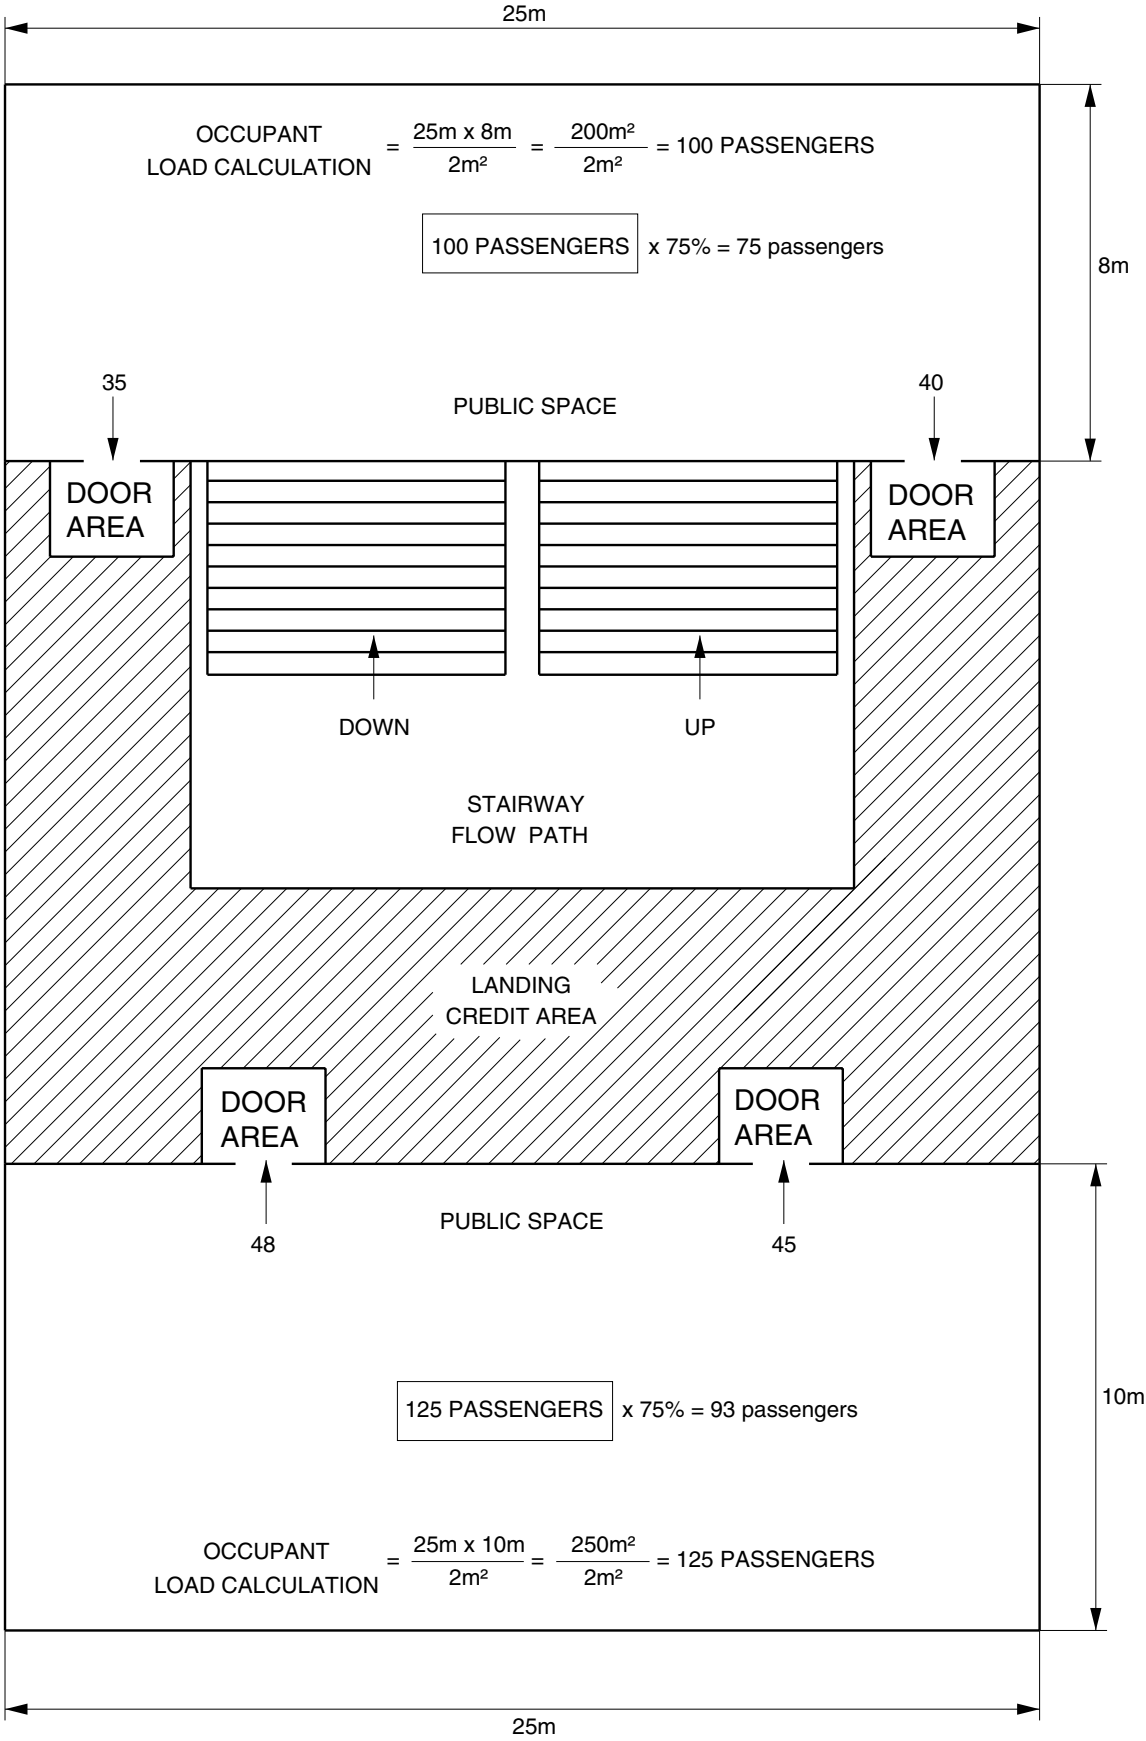 25m
OCCUPANT
LOAD CALCULATION
= 25m x 8m / 2m² = 200m² / 2m² = 100 PASSENGERS
100 PASSENGERS x 75% = 75 passengers
8m
35
40
PUBLIC SPACE
DOOR
AREA
DOOR
AREA
DOWN
UP
STAIRWAY
FLOW PATH
LANDING
CREDIT AREA
DOOR
AREA
DOOR
AREA
PUBLIC SPACE
48
45
125 PASSENGERS x 75% = 93 passengers
10m
OCCUPANT
LOAD CALCULATION
= 25m x 10m / 2m² = 250m² / 2m² = 125 PASSENGERS
25m